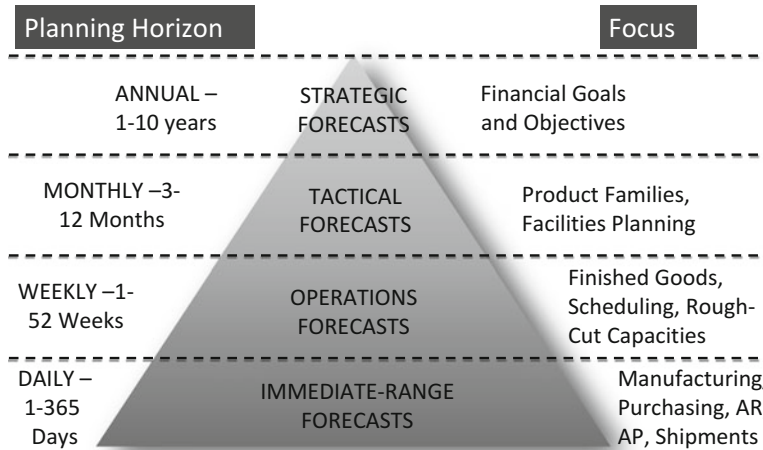 Planning Horizon
Focus
ANNUAL –
1-10 years
STRATEGIC
FORECASTS
Financial Goals
and Objectives
MONTHLY –3-
12 Months
TACTICAL
FORECASTS
Product Families,
Facilities Planning
WEEKLY –1-
52 Weeks
OPERATIONS
FORECASTS
Finished Goods,
Scheduling, Rough-
Cut Capacities
DAILY –
1-365
Days
IMMEDIATE-RANGE
FORECASTS
Manufacturing,
Purchasing, AR
AP, Shipments